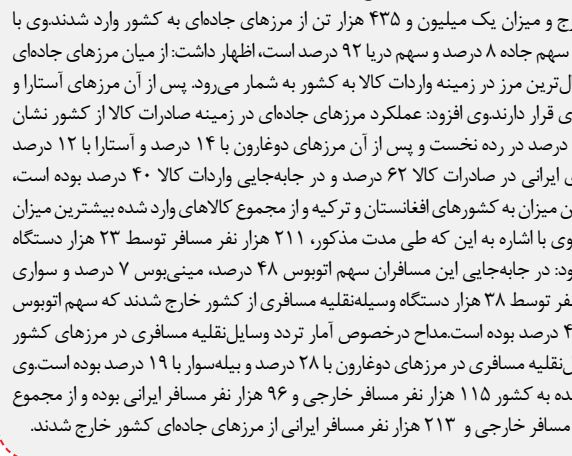 رج و میزان یک میلیون و ۴۳۵ هزار تن از مرزهای جاده‌ای به کشور وارد شدند.وی با
سهم جاده ۸ درصد و سهم دریا ۹۲ درصد است، اظهار داشت: از میان مرزهای جاده‌ای
ل‌ترین مرز در زمینه واردات کالا به کشور به شمار می‌رود. پس از آن مرزهای آستارا و
ی قرار دارند.وی افزود: عملکرد مرزهای جاده‌ای در زمینه صادرات کالا از کشور نشان
درصد در رده نخست و پس از آن مرزهای دوغارون با ۱۴ درصد و آستارا با ۱۲ درصد
ی ایرانی در صادرات کالا ۶۲ درصد و در جابه‌جایی واردات کالا ۴۰ درصد بوده است،
ن میزان به کشورهای افغانستان و ترکیه و از مجموع کالاهای وارد شده بیشترین میزان
وی با اشاره به این که طی مدت مذکور، ۲۱۱ هزار نفر مسافر توسط ۲۳ هزار دستگاه
ود: در جابه‌جایی این مسافران سهم اتوبوس ۴۸ درصد، مینی‌بوس ۷ درصد و سواری
فر توسط ۳۸ هزار دستگاه وسیله‌نقلیه مسافری از کشور خارج شدند که سهم اتوبوس
۴ درصد بوده است.مداح درخصوص آمار تردد وسایل‌نقلیه مسافری در مرزهای کشور
ل‌نقلیه مسافری در مرزهای دوغارون با ۲۸ درصد و بیله‌سوار با ۱۹ درصد بوده است.وی
ده به کشور ۱۱۵ هزار نفر مسافر خارجی و ۹۶ هزار نفر مسافر ایرانی بوده و از مجموع
مسافر خارجی و ۲۱۳ هزار نفر مسافر ایرانی از مرزهای جاده‌ای کشور خارج شدند.